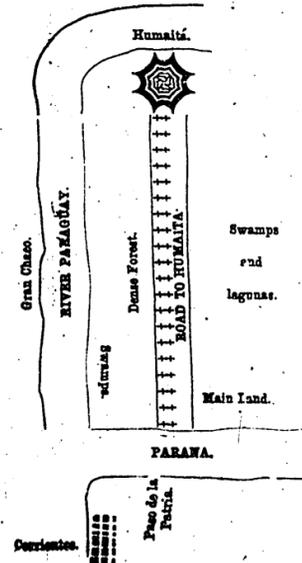 Humaitá.
Gran Chaco.
RIVER PARAGUAY.
Dense Forest.
ROAD TO HUMAITA
Swamps
and
lagunas.
swamps
Main Land.
PARANA.
Paso de la
Patria.
Corrientes.